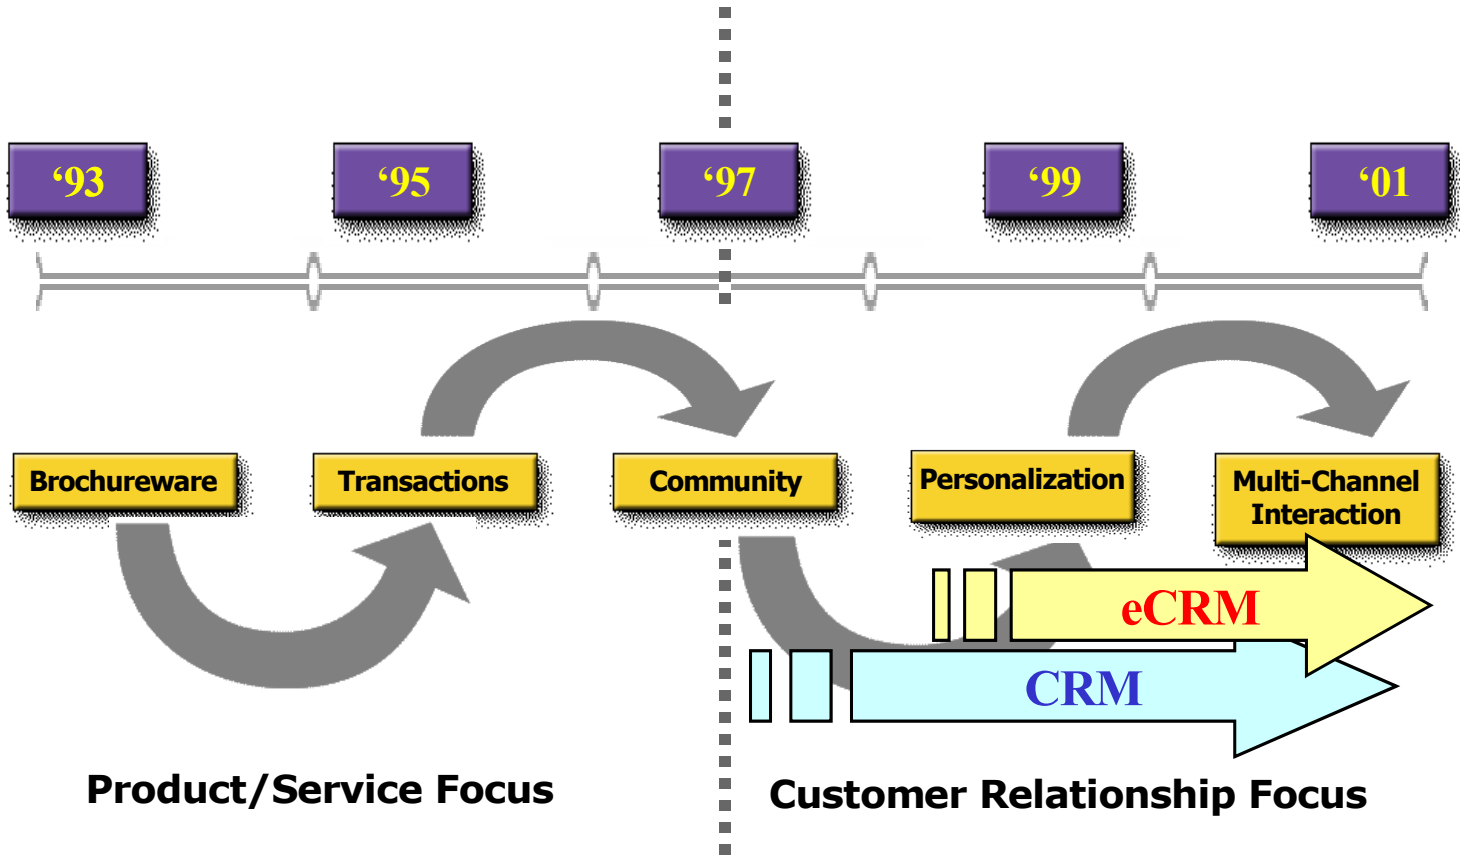 ‘93
‘95
‘97
‘99
‘01
Brochureware
Transactions
Community
Personalization
Multi-Channel
Interaction
eCRM
CRM
Product/Service Focus
Customer Relationship Focus